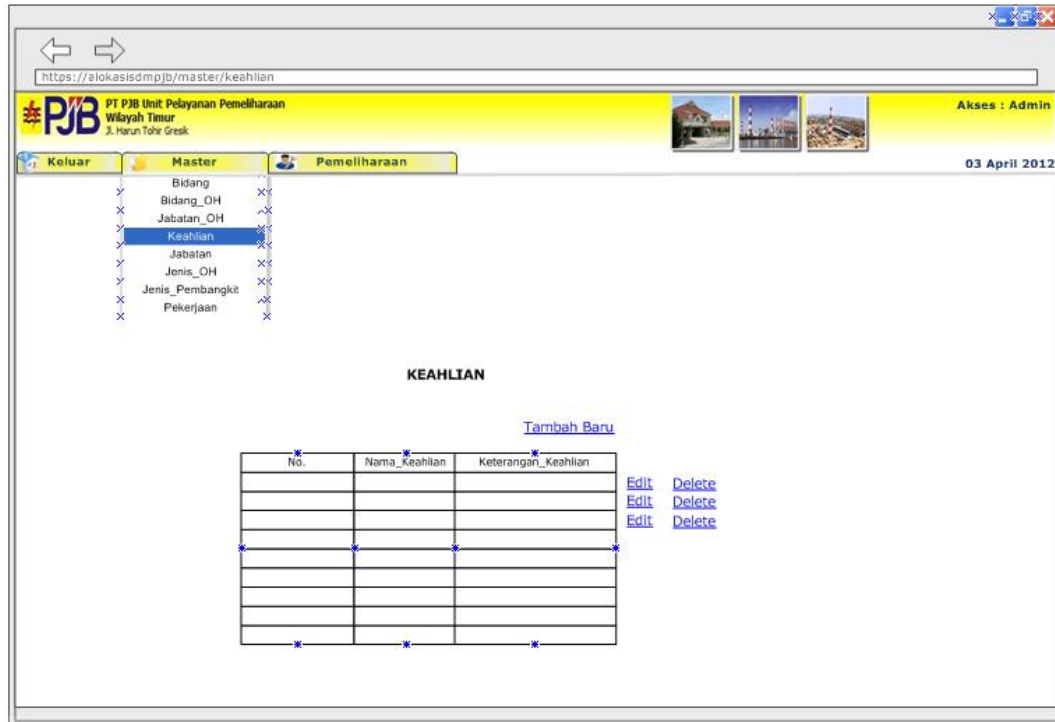 https://alokasisdmpjb/master/keahlian
PJB
PT PJB Unit Pelayanan Pemeliharaan
Wilayah Timur
Jl. Harun Tohir Gresik
Akses : Admin
Keluar Master Pemeliharaan
03 April 2012
Bidang
Bidang_OH
Jabatan_OH
Keahlian
Jabatan
Jenis_OH
Jenis_Pembangkit
Pekerjaan
KEAHLIAN
Tambah Baru
No. Nama_Keahlian Keterangan_Keahlian
Edit Delete
Edit Delete
Edit Delete